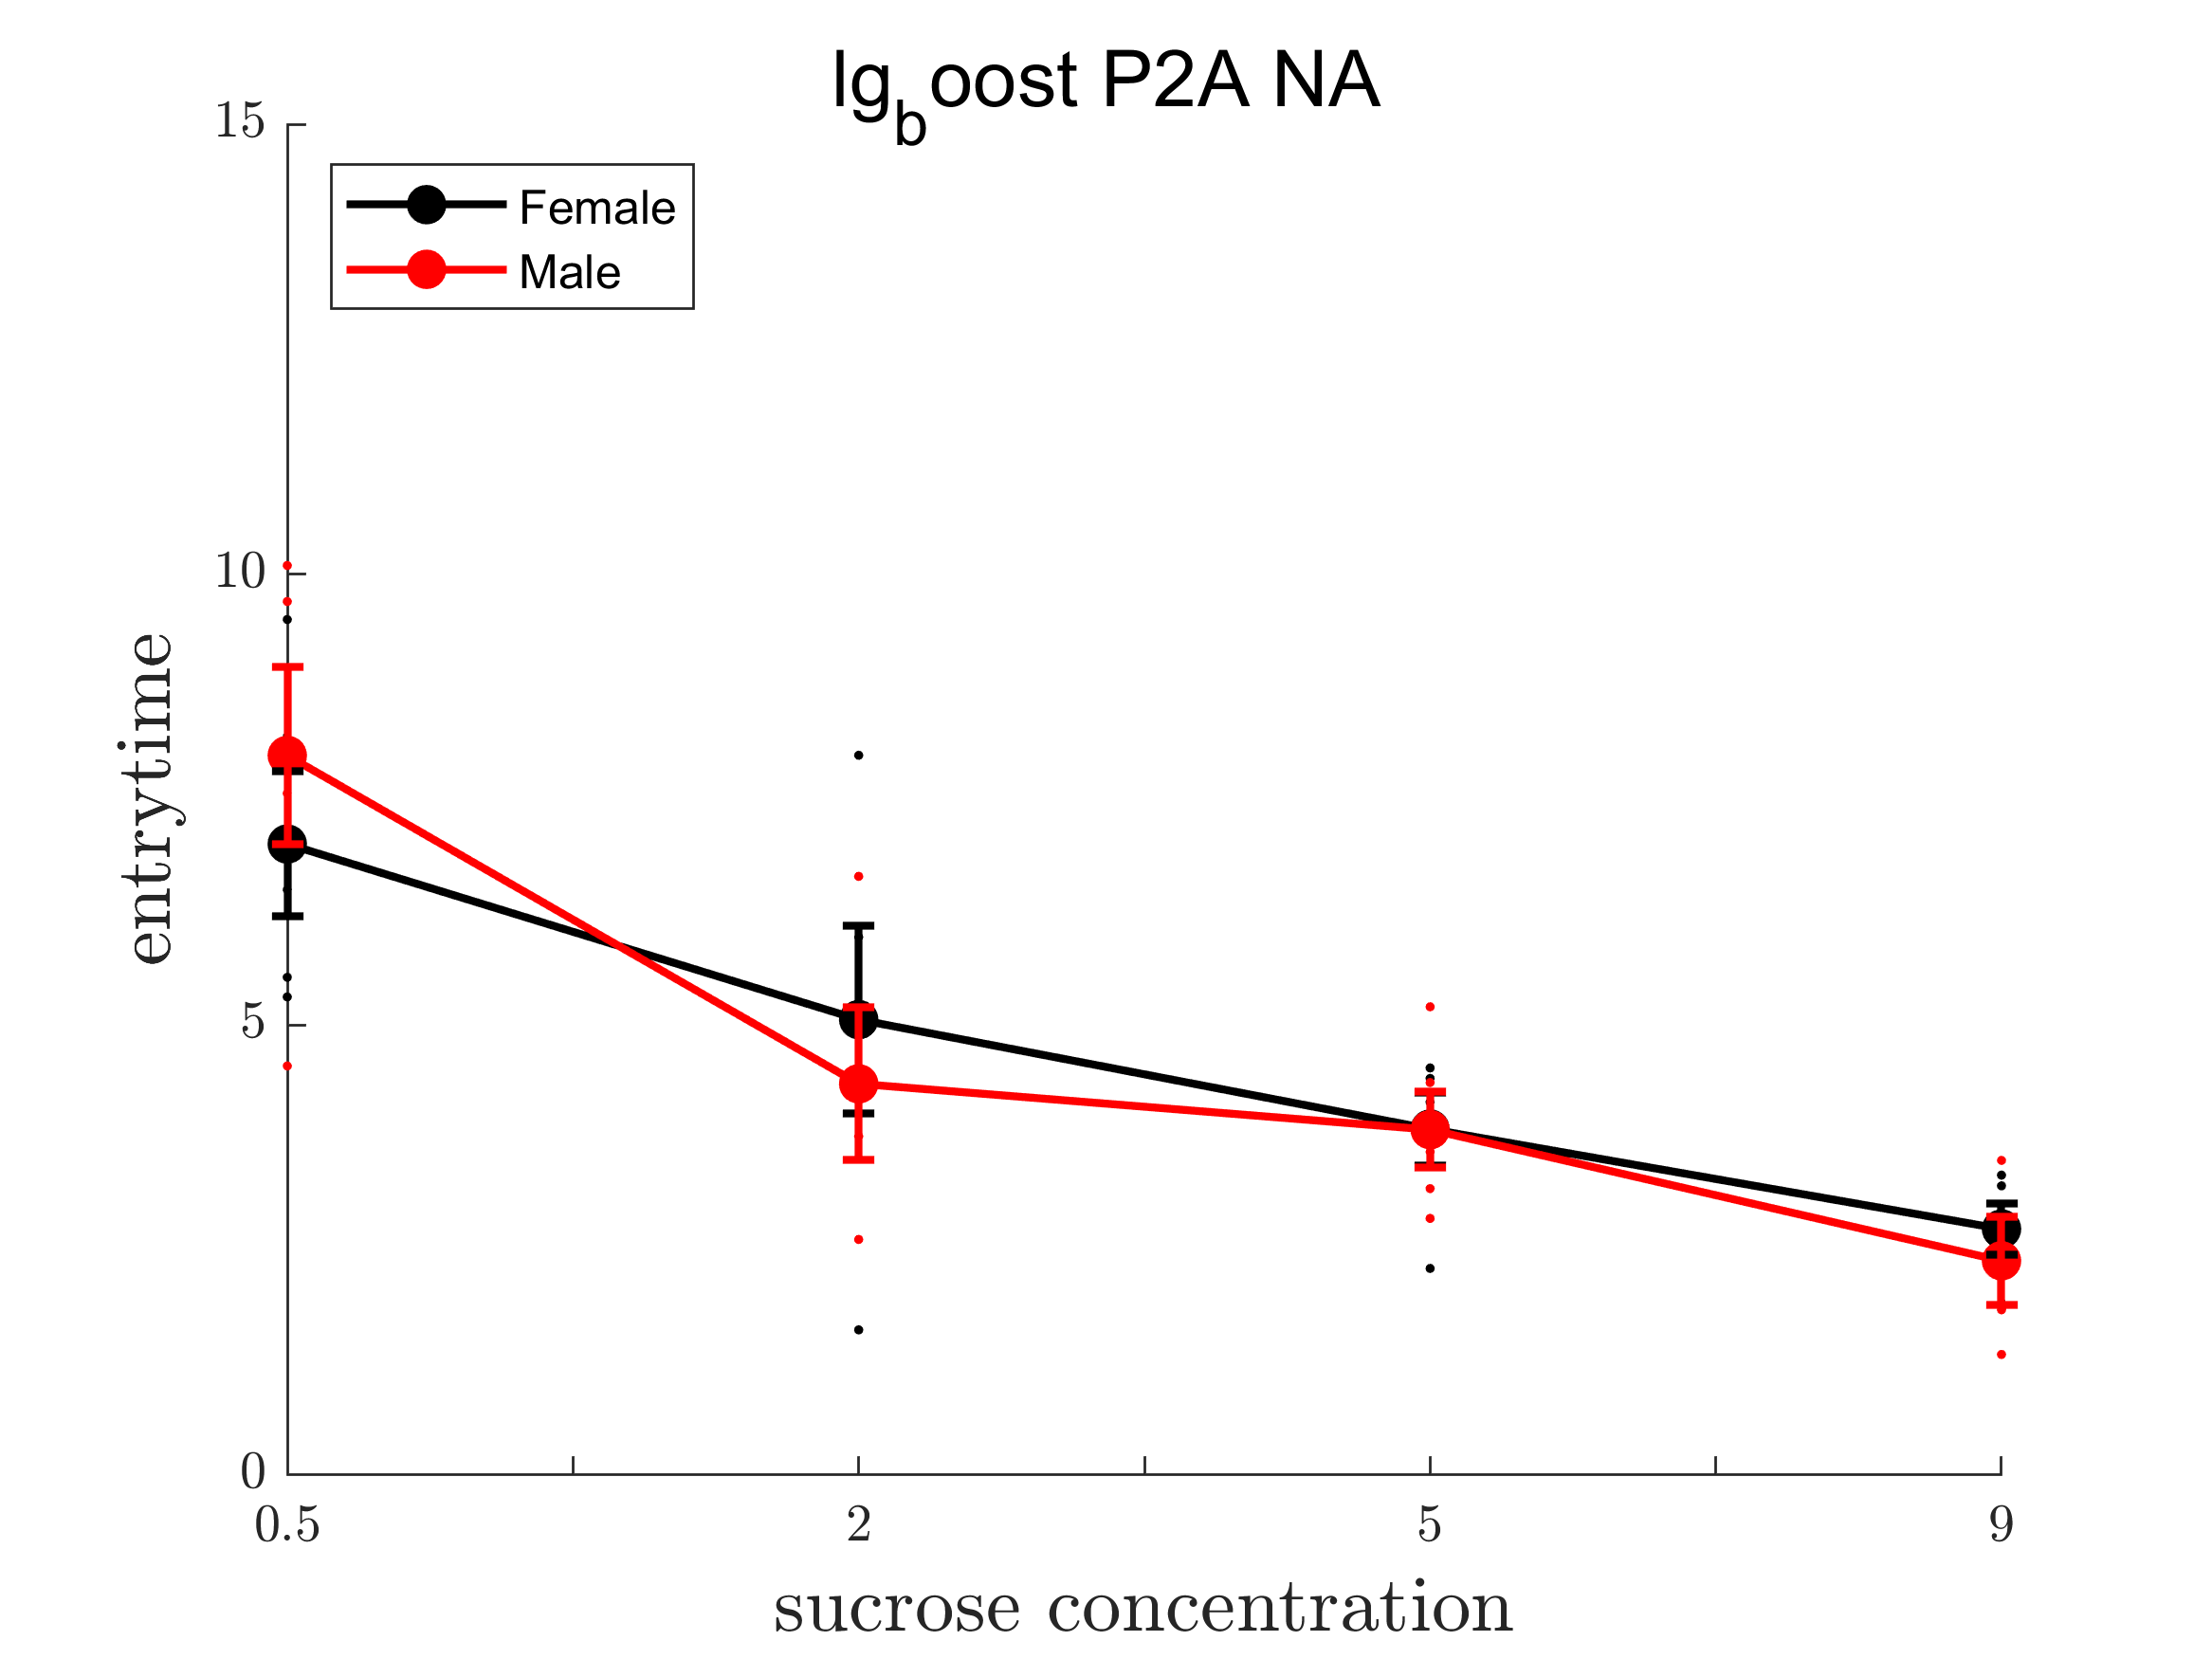 lg_boost P2A NA
15
Female
Male
10
5
0
entrytime
0.5 2 5 9
sucrose concentration